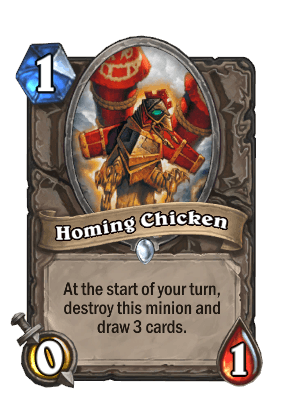 1
Homing Chicken
At the start of your turn,
destroy this minion and
draw 3 cards.
0
1